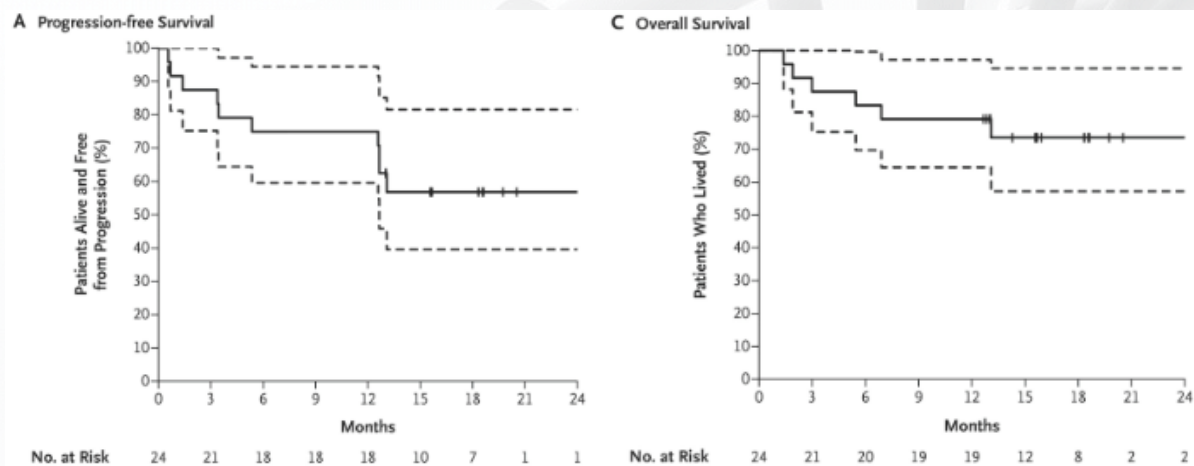 A Progression-free Survival
100
90
80
70
60
50
40
30
20
10
0
Patients Alive and Free
from Progression (%)
0 3 6 9 12 15 18 21 24
Months
No. at Risk 24 21 18 18 18 10 7 1 1
C Overall Survival
100
90
80
70
60
50
40
30
20
10
0
Patients Who Lived (%)
0 3 6 9 12 15 18 21 24
Months
No. at Risk 24 21 20 19 19 12 8 2 2